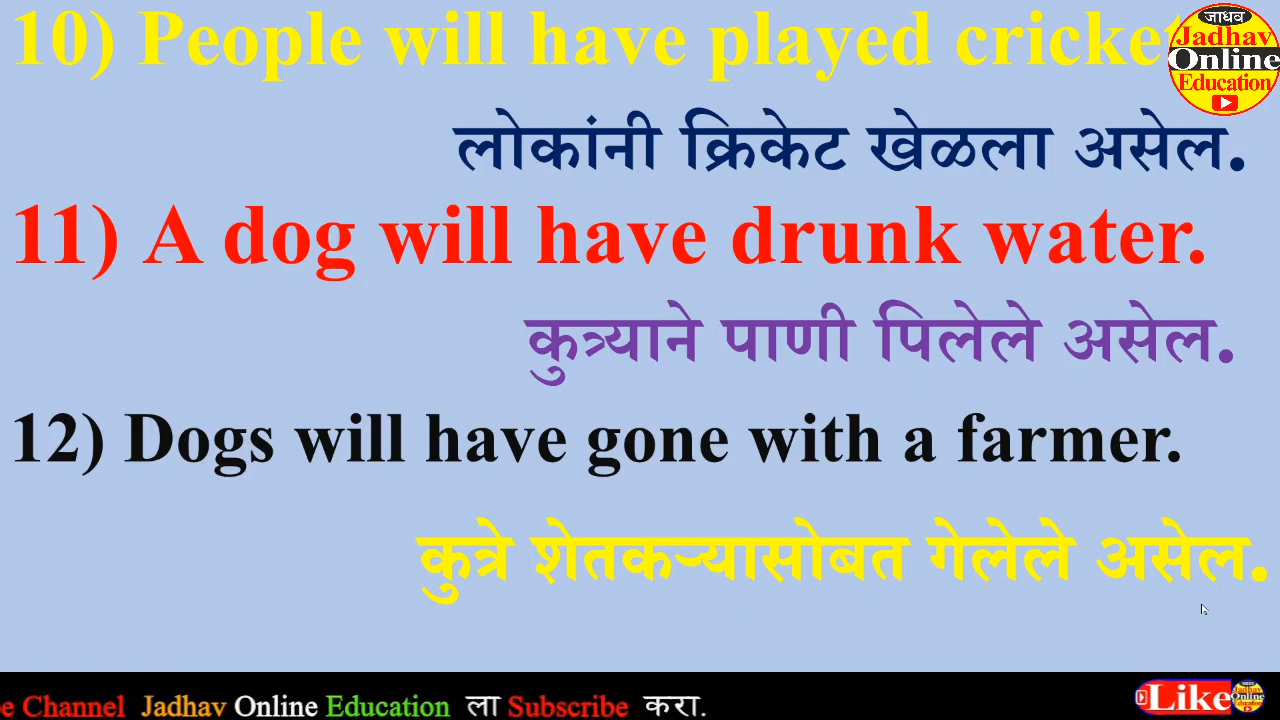 10) People will have played cricke
जाधव
Jadhav
Online
Education
लोकांनी क्रिकेट खेळला असेल.
11) A dog will have drunk water.
कुत्र्याने पाणी पिलेले असेल.
12) Dogs will have gone with a farmer.
कुत्रे शेतकऱ्यासोबत गेलेले असेल.
e Channel Jadhav Online Education ला Subscribe करा.
Like